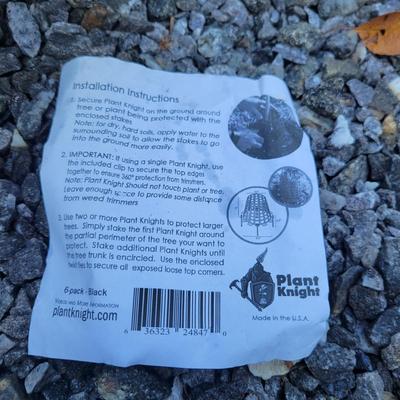 Installation Instructions
1. Secure Plant Knight on the ground around
tree or plant being protected with the
enclosed stakes
Note: for dry, hard soils, apply water to the
surrounding soil to allow the stakes to go
into the ground more easily.
2. IMPORTANT: If using a single Plant Knight, use
the included clip to secure the top edges
together to ensure 360° protection from trimmers.
Note: Plant Knight should not touch plant or tree.
Leave enough space to provide some distance
from weed trimmers
3. Use two or more Plant Knights to protect larger
trees. Simply stake the first Plant Knight around
the partial perimeter of the tree you want to
protect. Stake additional Plant Knights until
the tree trunk is encircled. Use the enclosed
twist ties to secure all exposed loose top corners.
6-pack - Black
Videos and More Information
plantknight.com
6 36323 24847 0
Plant
Knight
Made in the U.S.A.